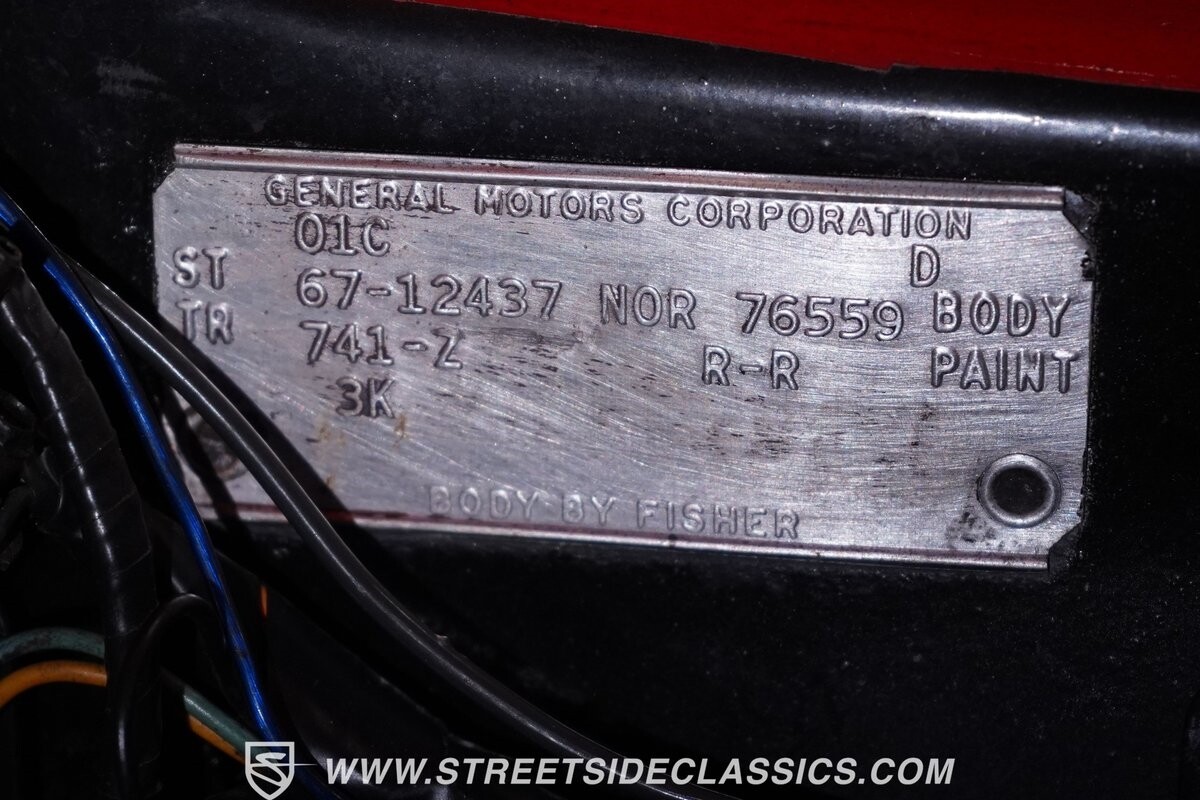 GENERAL MOTORS CORPORATION
01C D
ST 67-12437 NOR 76559 BODY
TR 741-Z R-R PAINT
3K
BODY BY FISHER
WWW.STREETSIDECLASSICS.COM